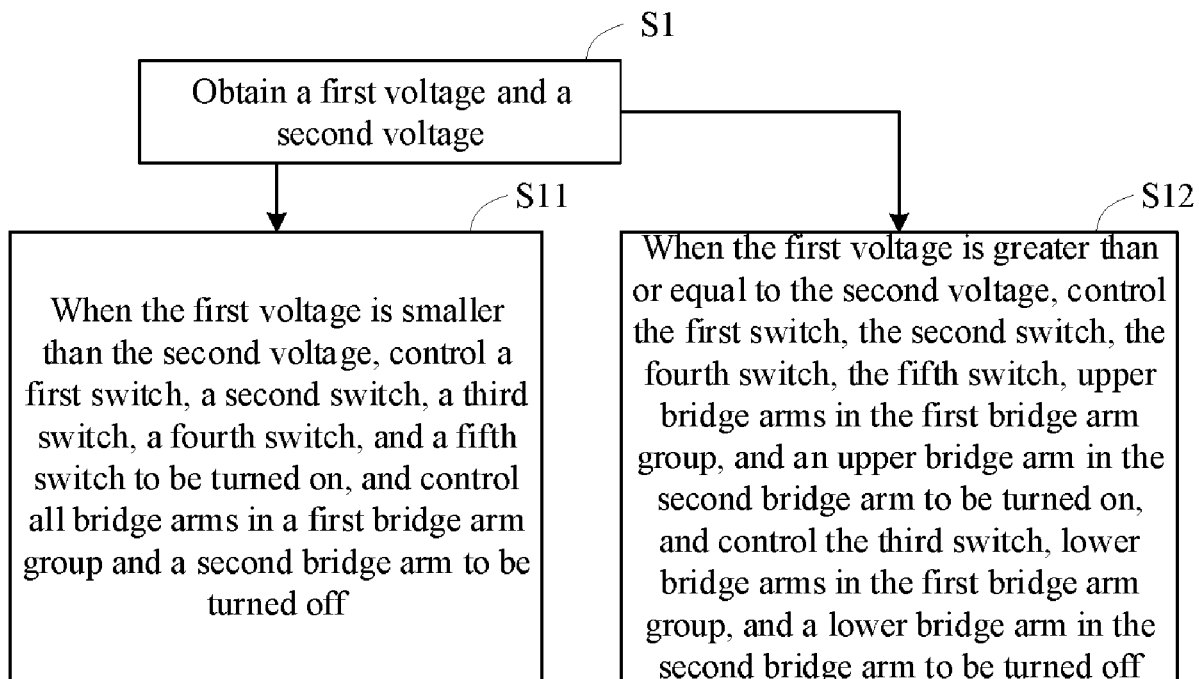 S1
Obtain a first voltage and a
second voltage
S11
When the first voltage is smaller
than the second voltage, control a
first switch, a second switch, a third
switch, a fourth switch, and a fifth
switch to be turned on, and control
all bridge arms in a first bridge arm
group and a second bridge arm to be
turned off
S12
When the first voltage is greater than
or equal to the second voltage, control
the first switch, the second switch, the
fourth switch, the fifth switch, upper
bridge arms in the first bridge arm
group, and an upper bridge arm in the
second bridge arm to be turned on,
and control the third switch, lower
bridge arms in the first bridge arm
group, and a lower bridge arm in the
second bridge arm to be turned off